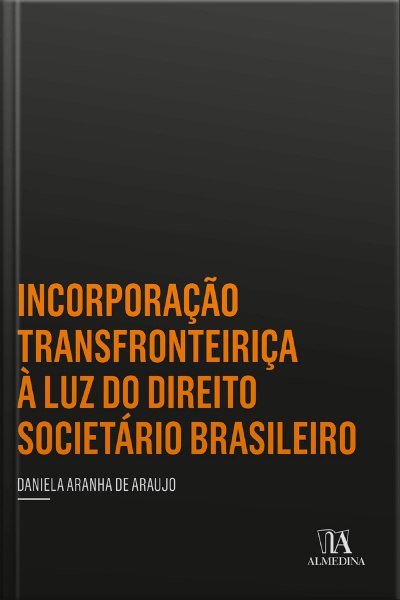 INCORPORAÇÃO
TRANSFRONTEIRIÇA
À LUZ DO DIREITO
SOCIETÁRIO BRASILEIRO
DANIELA ARANHA DE ARAUJO
ALMEDINA